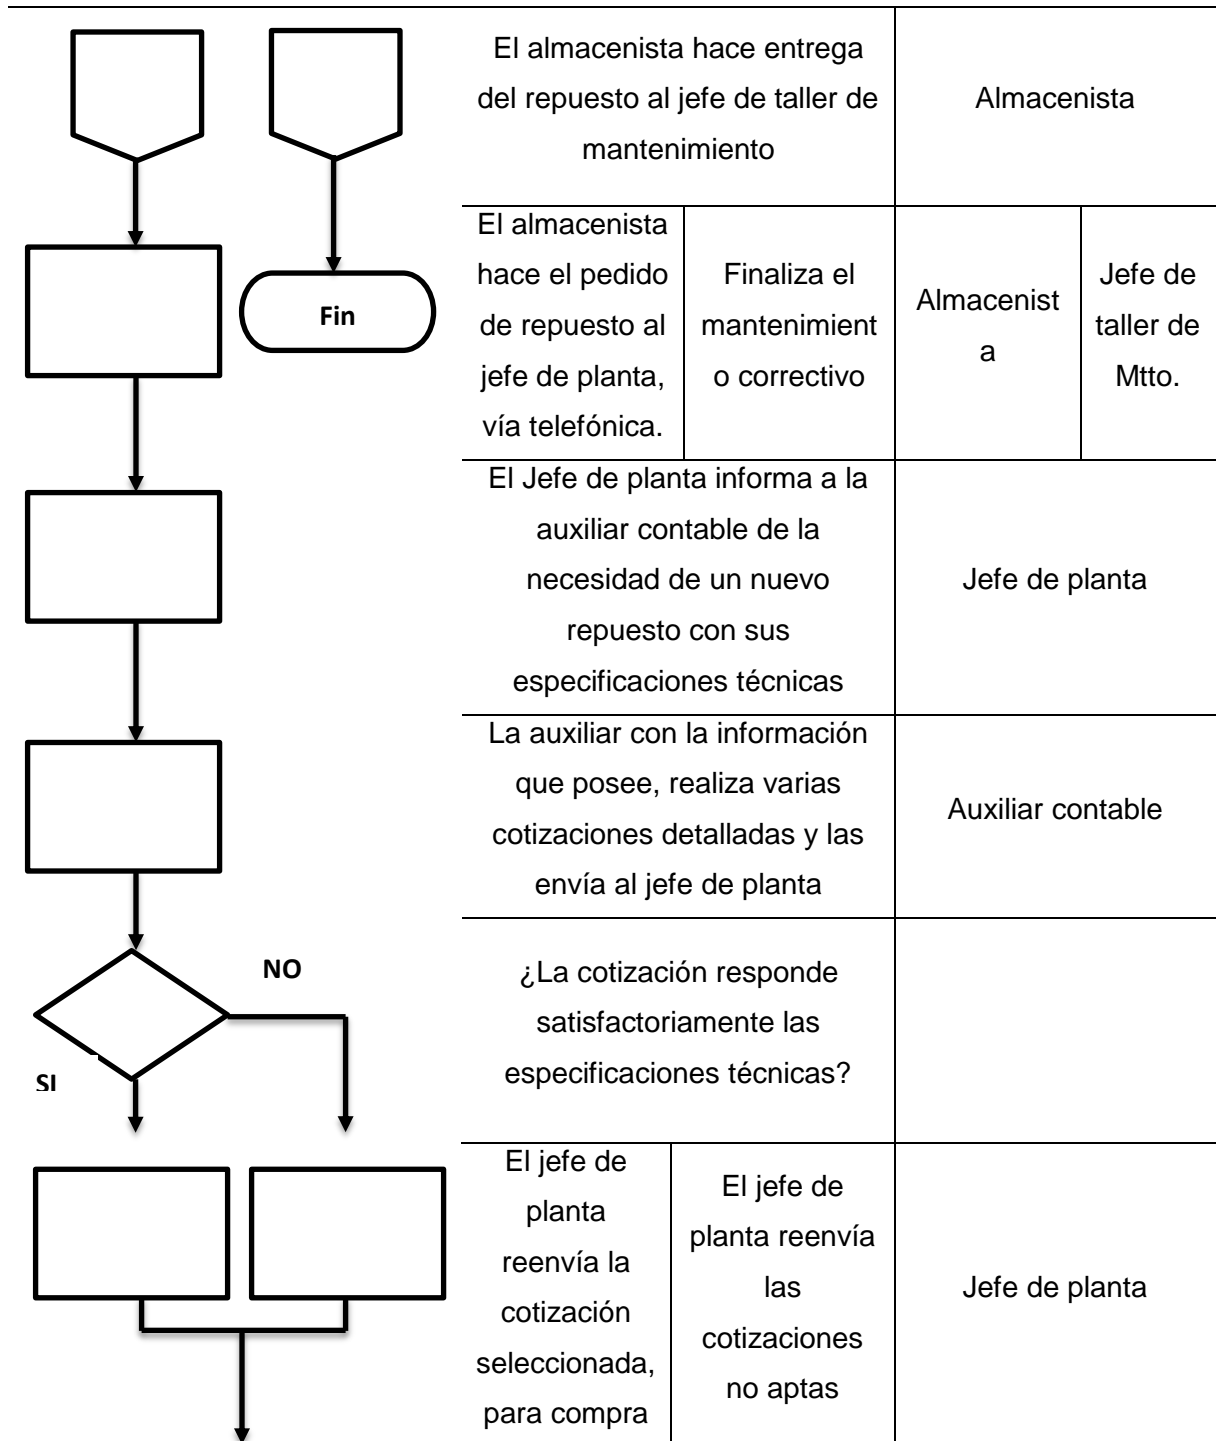 El almacenista hace entrega
del repuesto al jefe de taller de
mantenimiento
Almacenista
Fin
El almacenista
hace el pedido
de repuesto al
jefe de planta,
vía telefónica.
Finaliza el
mantenimient
o correctivo
Almacenist
a
Jefe de
taller de
Mtto.
El Jefe de planta informa a la
auxiliar contable de la
necesidad de un nuevo
repuesto con sus
especificaciones técnicas
Jefe de planta
La auxiliar con la información
que posee, realiza varias
cotizaciones detalladas y las
envía al jefe de planta
Auxiliar contable
NO
SI
¿La cotización responde
satisfactoriamente las
especificaciones técnicas?
El jefe de
planta
reenvía la
cotización
seleccionada,
para compra
El jefe de
planta reenvía
las
cotizaciones
no aptas
Jefe de planta